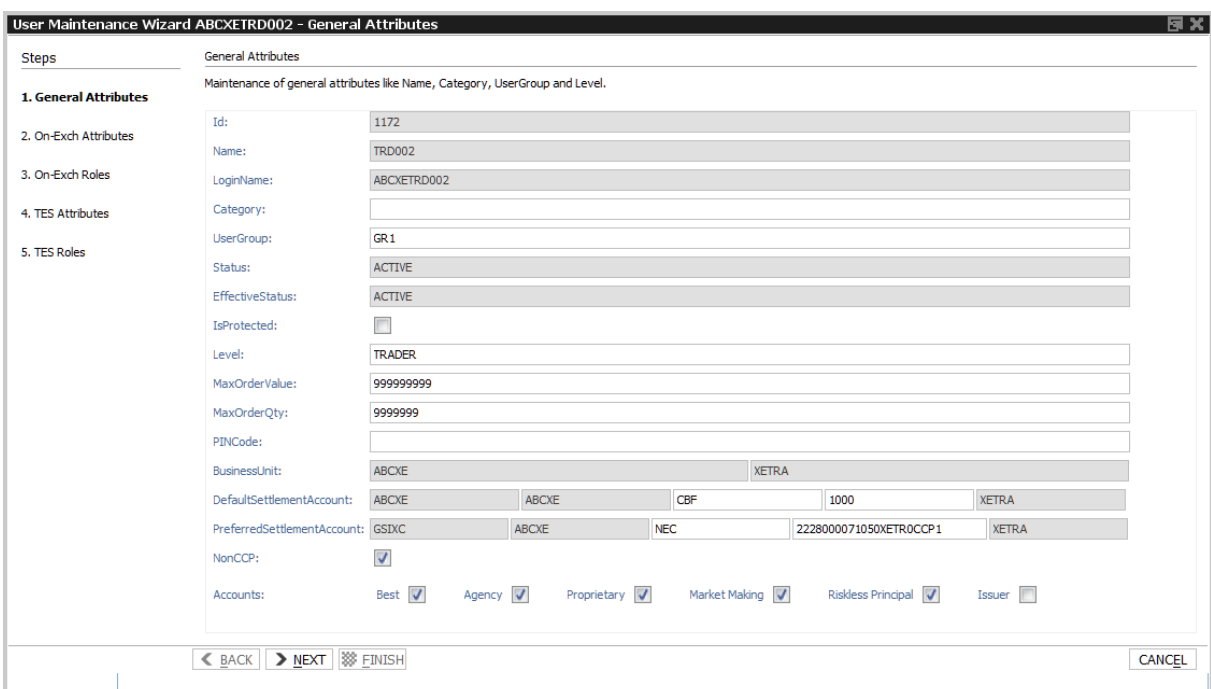 User Maintenance Wizard ABCXETRD002 - General Attributes
Steps
General Attributes
Maintenance of general attributes like Name, Category, UserGroup and Level.
1. General Attributes
2. On-Exch Attributes
3. On-Exch Roles
4. TES Attributes
5. TES Roles
Id: 1172
Name: TRD002
LoginName: ABCXETRD002
Category:
UserGroup: GR1
Status: ACTIVE
EffectiveStatus: ACTIVE
IsProtected:
Level: TRADER
MaxOrderValue: 999999999
MaxOrderQty: 9999999
PINCode:
BusinessUnit: ABCXE XETRA
DefaultSettlementAccount: ABCXE ABCXE CBF 1000 XETRA
PreferredSettlementAccount: GSIXC ABCXE NEC 2228000071050XETR0CCP1 XETRA
NonCCP:
Accounts: Best Agency Proprietary Market Making Riskless Principal Issuer
BACK NEXT FINISH CANCEL